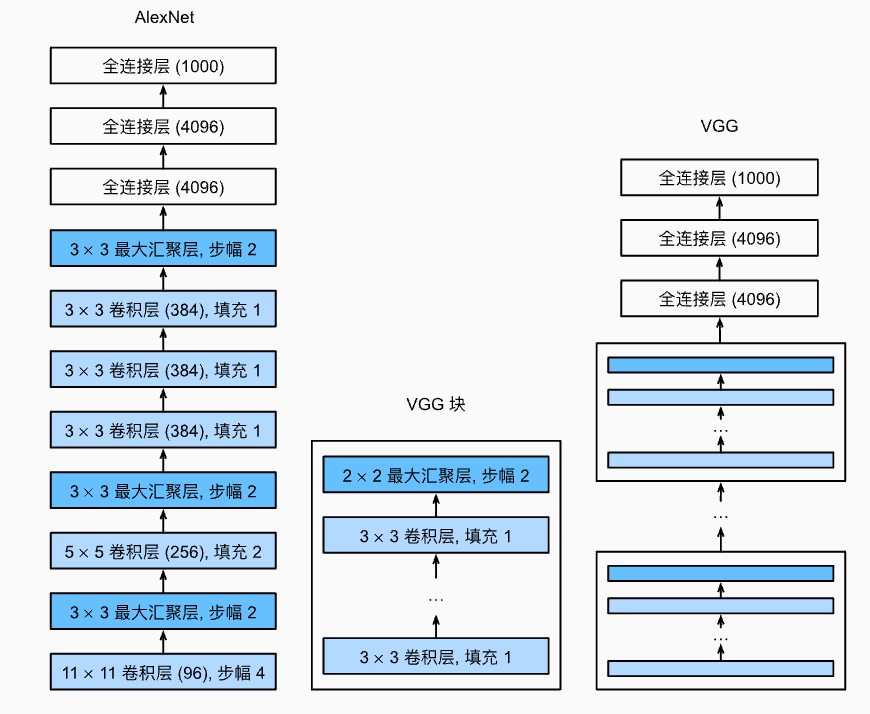 AlexNet
全连接层 (1000)
全连接层 (4096)
全连接层 (4096)
3 × 3 最大汇聚层, 步幅 2
3 × 3 卷积层 (384), 填充 1
3 × 3 卷积层 (384), 填充 1
3 × 3 卷积层 (384), 填充 1
3 × 3 最大汇聚层, 步幅 2
5 × 5 卷积层 (256), 填充 2
3 × 3 最大汇聚层, 步幅 2
11 × 11 卷积层 (96), 步幅 4
VGG 块
2 × 2 最大汇聚层, 步幅 2
3 × 3 卷积层, 填充 1
...
3 × 3 卷积层, 填充 1
VGG
全连接层 (1000)
全连接层 (4096)
全连接层 (4096)
...
...
...